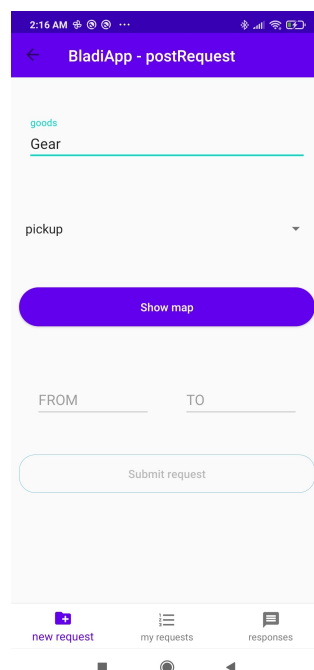 2:16 AM
BladiApp - postRequest
goods
Gear
pickup
Show map
FROM TO
Submit request
new request my requests responses